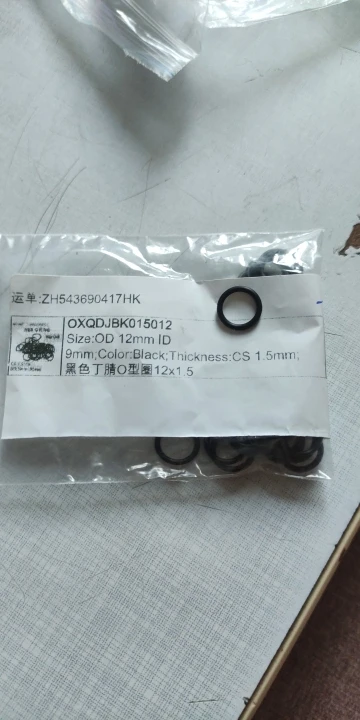 运单:ZH543690417HK
OXQDJBK015012
Size:OD 12mm ID
9mm;Color:Black;Thickness:CS 1.5mm;
黑色丁腈O型圈12x1.5